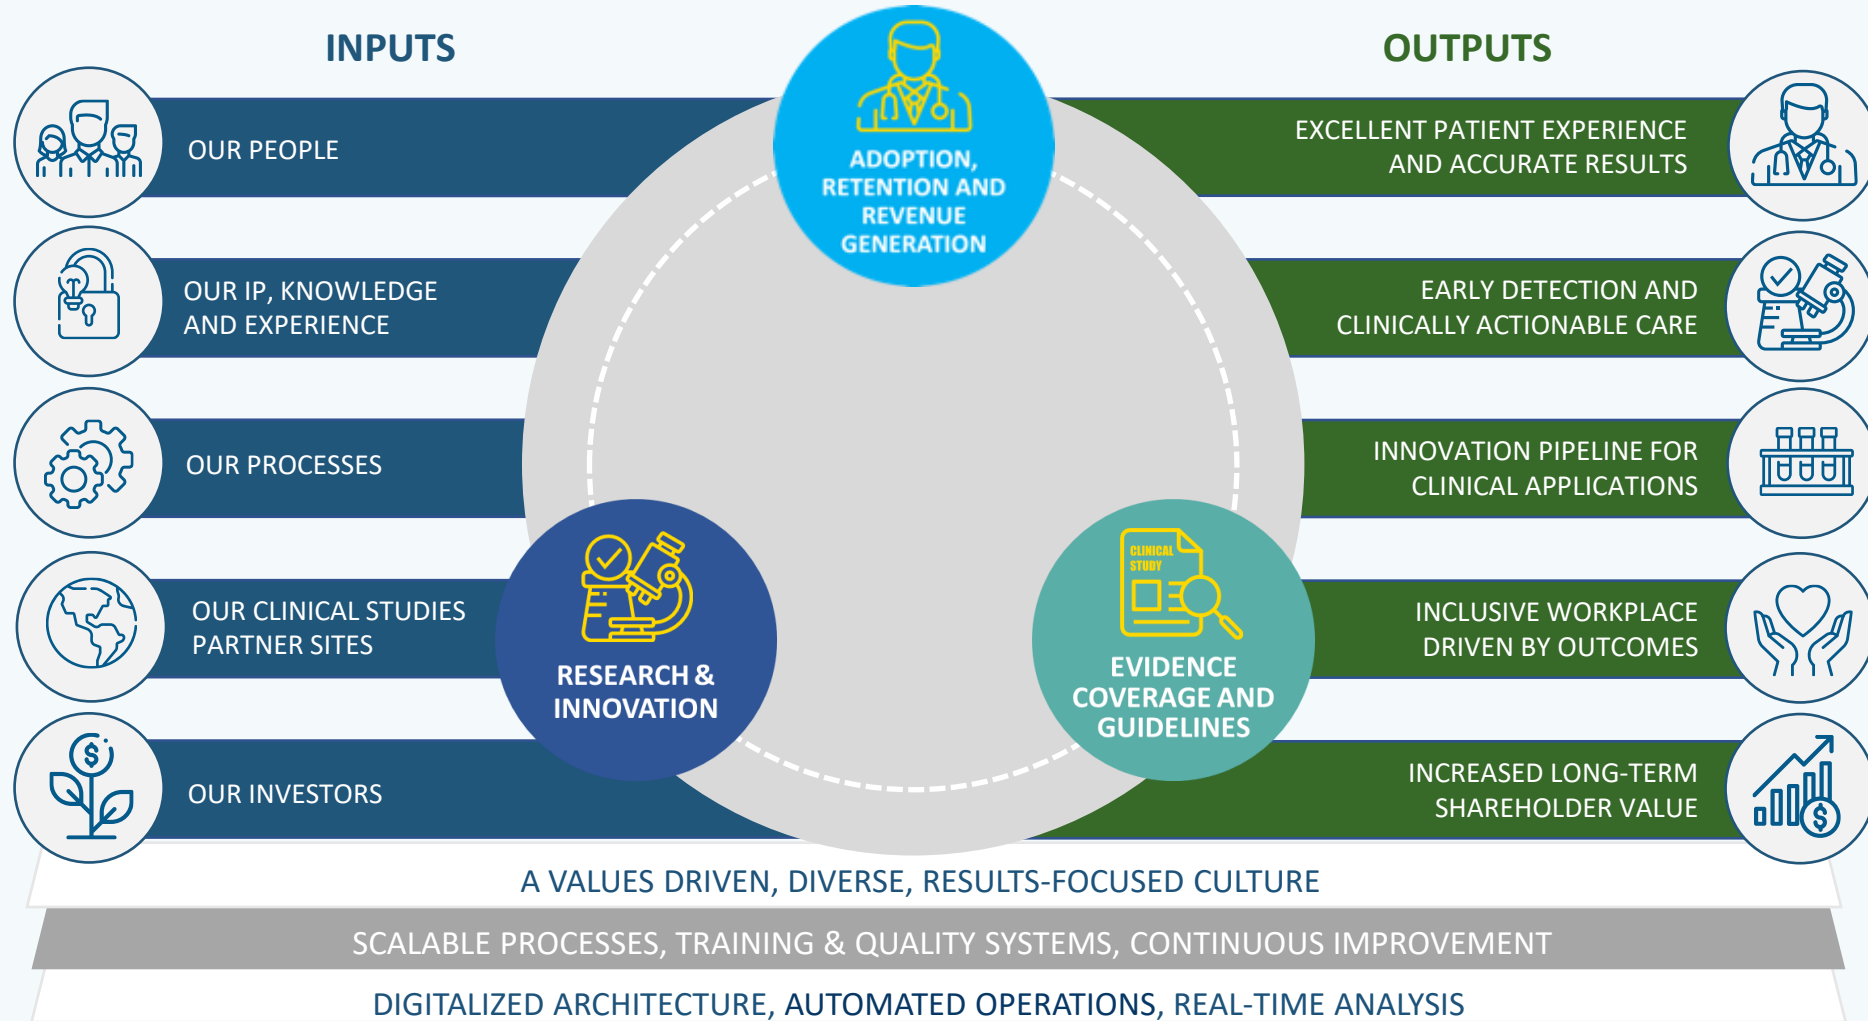 INPUTS
OUTPUTS
ADOPTION,
RETENTION AND
REVENUE
GENERATION
OUR PEOPLE
OUR IP, KNOWLEDGE
AND EXPERIENCE
OUR PROCESSES
OUR CLINICAL STUDIES
PARTNER SITES
OUR INVESTORS
RESEARCH &
INNOVATION
CLINICAL
STUDY
EVIDENCE
COVERAGE AND
GUIDELINES
EXCELLENT PATIENT EXPERIENCE
AND ACCURATE RESULTS
EARLY DETECTION AND
CLINICALLY ACTIONABLE CARE
INNOVATION PIPELINE FOR
CLINICAL APPLICATIONS
INCLUSIVE WORKPLACE
DRIVEN BY OUTCOMES
INCREASED LONG-TERM
SHAREHOLDER VALUE
$
$
A VALUES DRIVEN, DIVERSE, RESULTS-FOCUSED CULTURE
SCALABLE PROCESSES, TRAINING & QUALITY SYSTEMS, CONTINUOUS IMPROVEMENT
DIGITALIZED ARCHITECTURE, AUTOMATED OPERATIONS, REAL-TIME ANALYSIS